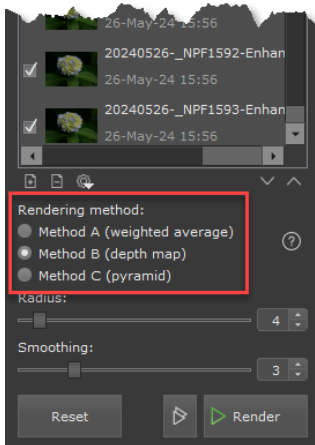 26-May-24 15:56
20240526-_NPF1592-Enhan
26-May-24 15:56
20240526-_NPF1593-Enhan
26-May-24 15:56
Rendering method:
Method A (weighted average)
Method B (depth map)
Method C (pyramid)
?
Radius:
4
Smoothing:
3
Reset
Render